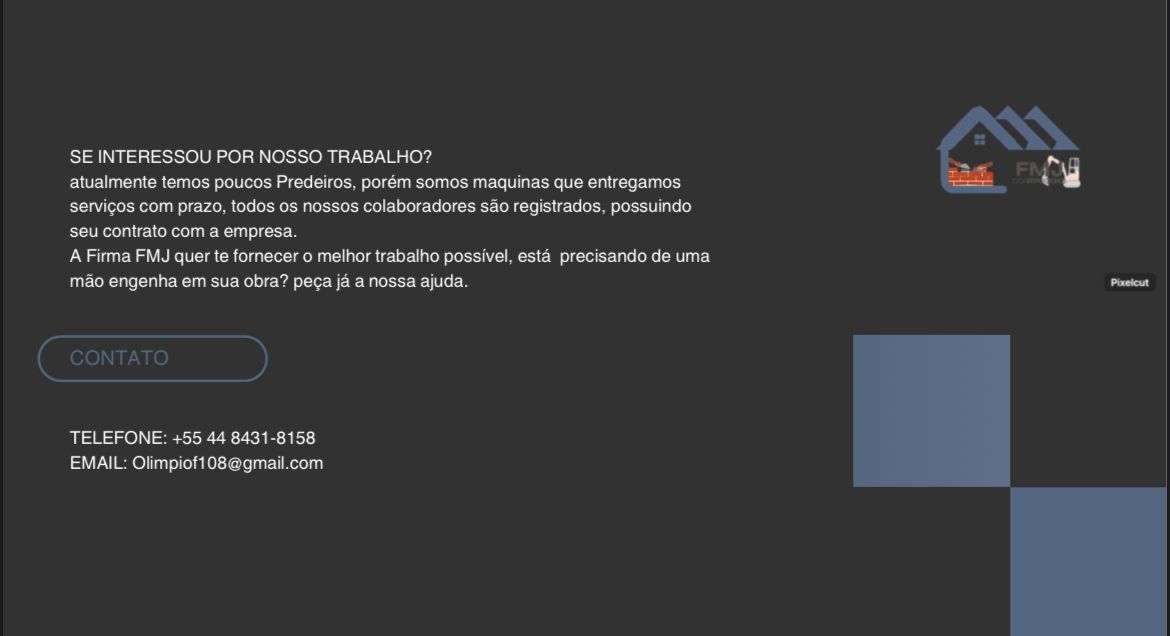 SE INTERESSOU POR NOSSO TRABALHO?
atualmente temos poucos Predeiros, porém somos maquinas que entregamos
serviços com prazo, todos os nossos colaboradores são registrados, possuindo
seu contrato com a empresa.
A Firma FMJ quer te fornecer o melhor trabalho possível, está  precisando de uma
mão engenha em sua obra? peça já a nossa ajuda.
CONTATO
TELEFONE: +55 44 8431-8158
EMAIL: Olimpiof108@gmail.com
FMJ
Pixelcut